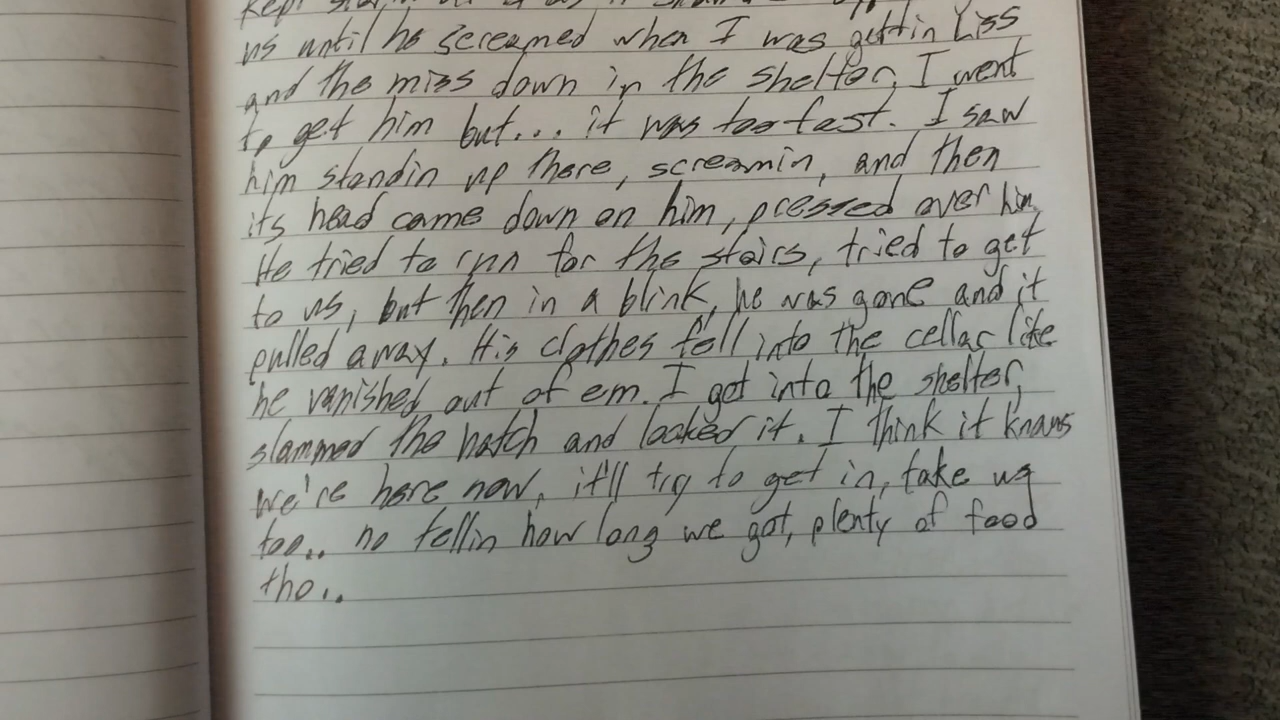 kept
us until he screamed when I was gettin Liss
and the miss down in the shelter, I went
to get him but... it was too fast. I saw
him standin up there, screamin, and then
its head came down on him, pressed over him,
He tried to run for the stairs, tried to get
to us, but then in a blink, he was gone and it
pulled away. His clothes fell into the cellar like
he vanished out of em. I got into the shelter,
slammed the hatch and locked it. I think it knows
we're here now, it'll try to get in, take us
too.. no tellin how long we got, plenty of food
tho..